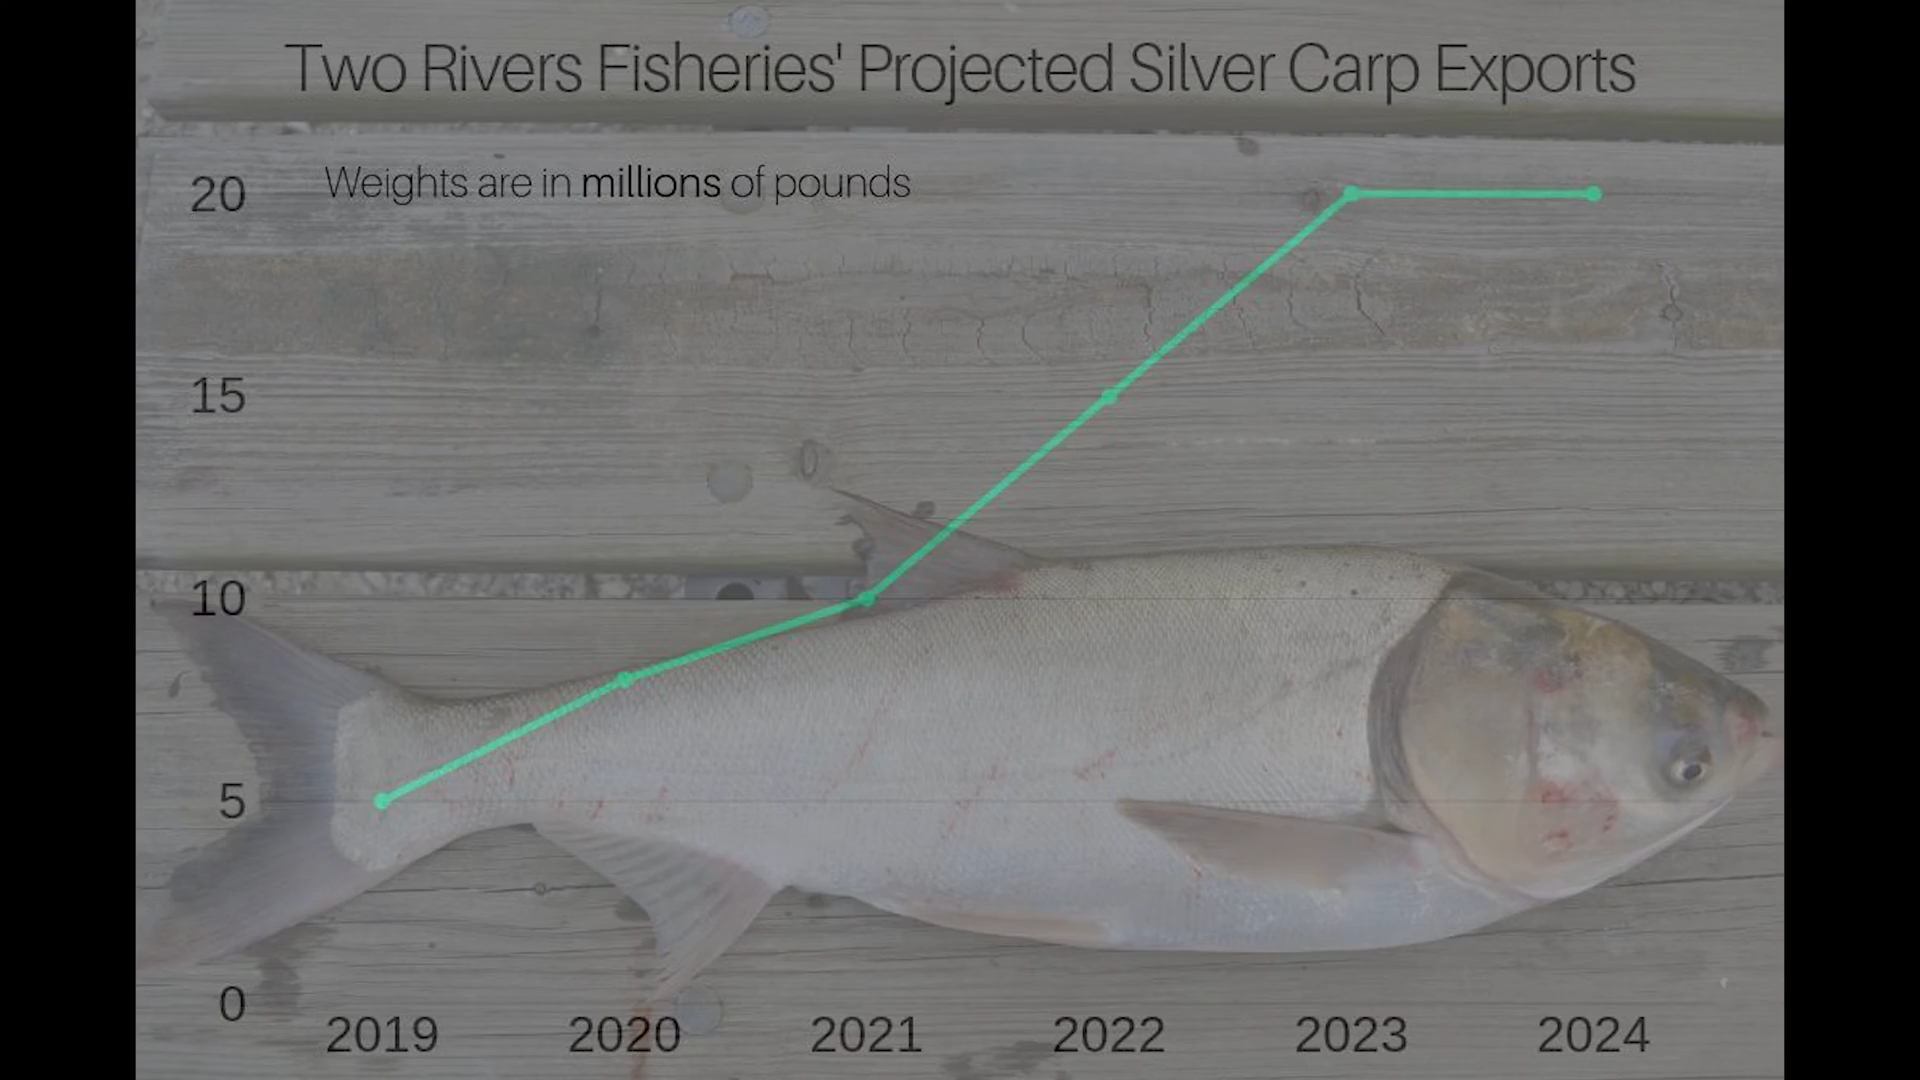 Two Rivers Fisheries' Projected Silver Carp Exports
Weights are in millions of pounds
20
15
10
5
0
2019 2020 2021 2022 2023 2024